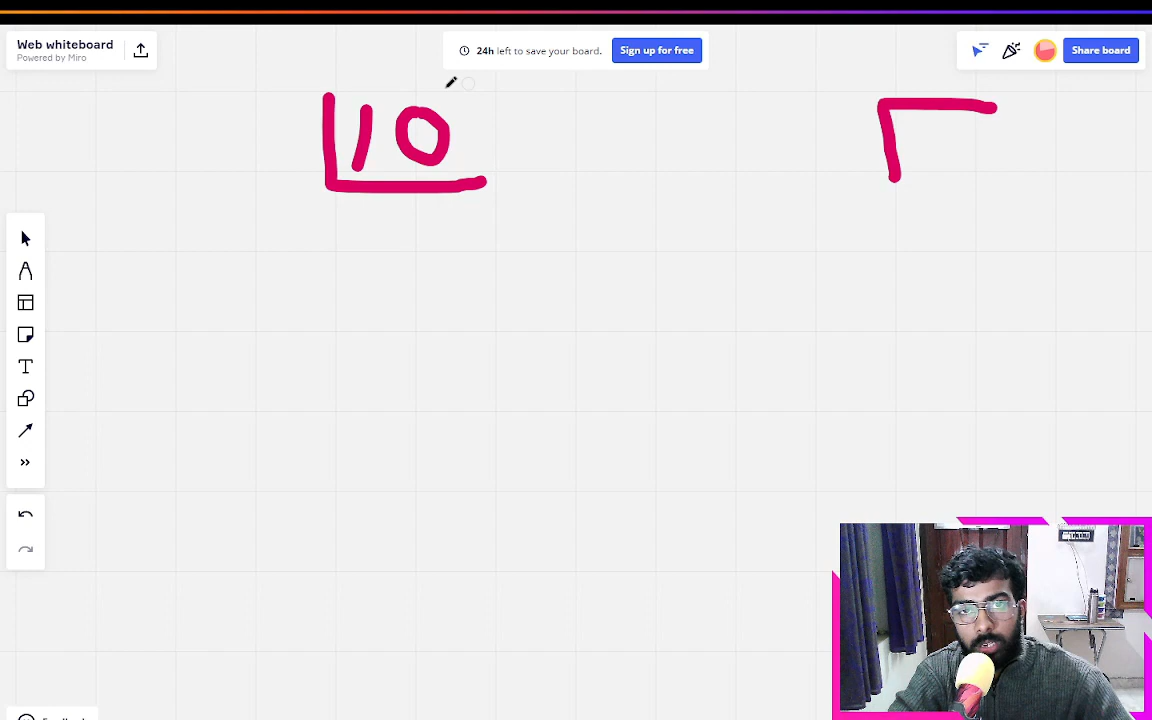 Web whiteboard
Powered by Miro
24h left to save your board.
Sign up for free
Share board
10